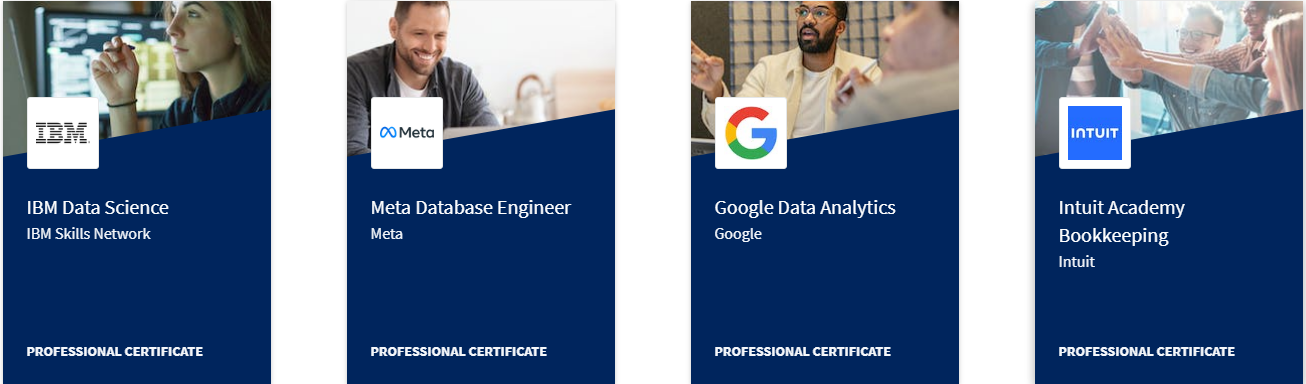 IBM
IBM Data Science
IBM Skills Network
PROFESSIONAL CERTIFICATE
Meta
Meta Database Engineer
Meta
PROFESSIONAL CERTIFICATE
G
Google Data Analytics
Google
PROFESSIONAL CERTIFICATE
INTUIT
Intuit Academy
Bookkeeping
Intuit
PROFESSIONAL CERTIFICATE